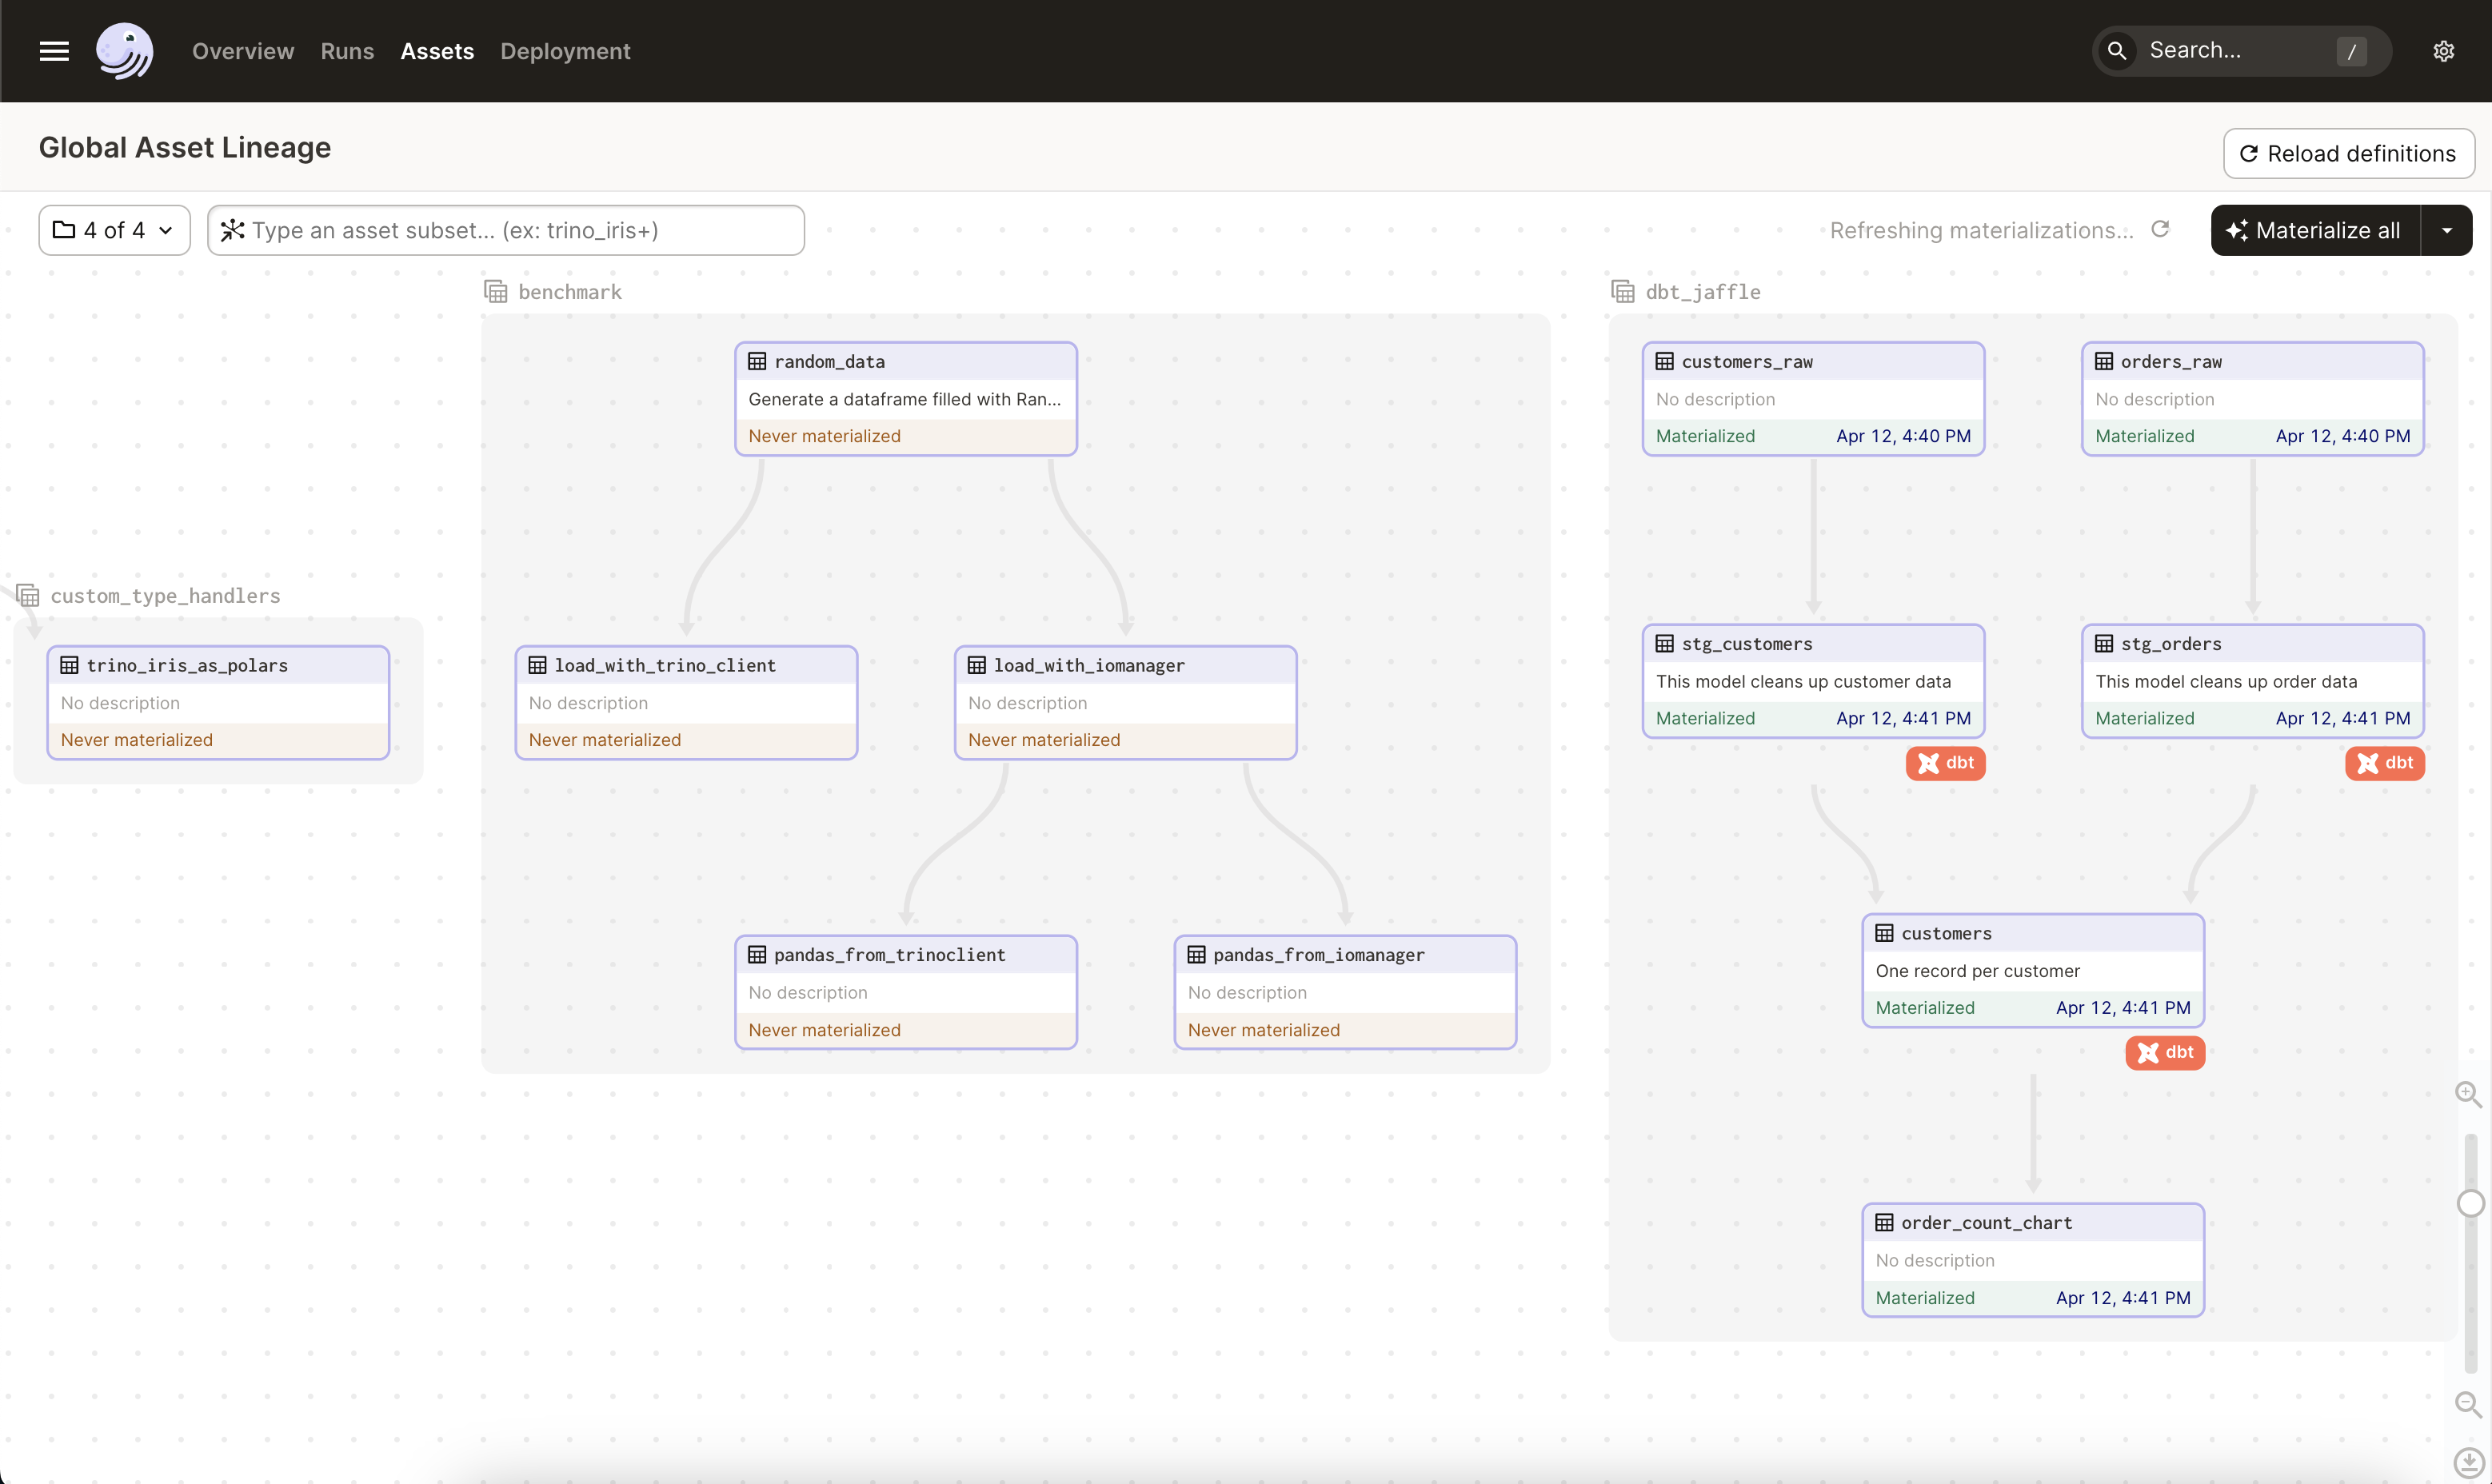 Overview Runs Assets Deployment
Search... /
Global Asset Lineage
Reload definitions
4 of 4
Type an asset subset... (ex: trino_iris+)
Refreshing materializations...
Materialize all
custom_type_handlers
trino_iris_as_polars
No description
Never materialized
benchmark
random_data
Generate a dataframe filled with Ran...
Never materialized
load_with_trino_client
No description
Never materialized
load_with_iomanager
No description
Never materialized
pandas_from_trinoclient
No description
Never materialized
pandas_from_iomanager
No description
Never materialized
dbt_jaffle
customers_raw
No description
Materialized Apr 12, 4:40 PM
orders_raw
No description
Materialized Apr 12, 4:40 PM
stg_customers
This model cleans up customer data
Materialized Apr 12, 4:41 PM
dbt
stg_orders
This model cleans up order data
Materialized Apr 12, 4:41 PM
dbt
customers
One record per customer
Materialized Apr 12, 4:41 PM
dbt
order_count_chart
No description
Materialized Apr 12, 4:41 PM